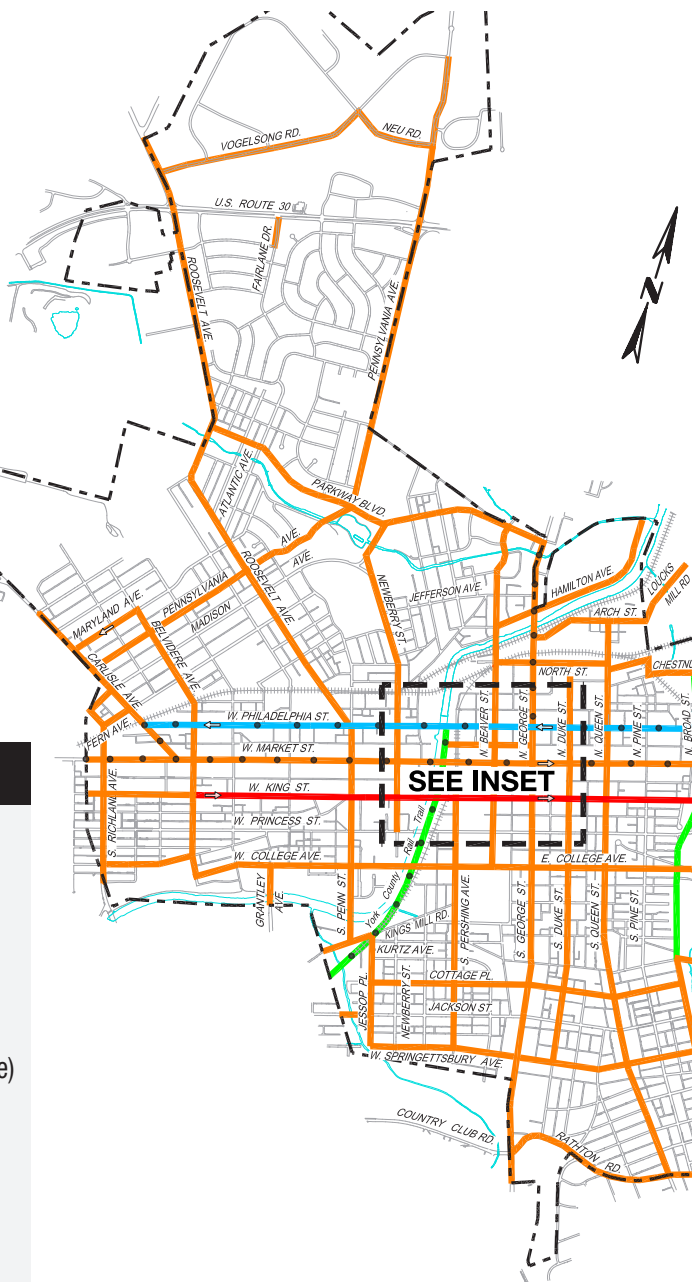 VOGELSONG RD.
NEU RD.
U.S. ROUTE 30
FAIRLANE DR.
ROOSEVELT AVE.
PENNSYLVANIA AVE.
N
ATLANTIC AVE.
PARKWAY BLVD.
AVE.
PENNSYLVANIA
AVE.
MADISON
ROOSEVELT AVE.
MARYLAND AVE.
BELVIDERE AVE.
CARLISLE AVE.
FERN AVE.
NEWBERRY ST.
JEFFERSON AVE.
HAMILTON AVE.
LOUCKS
MILL RD
ARCH ST.
NORTH ST.
CHESTNU
W. PHILADELPHIA ST.
N. BEAVER ST.
N. GEORGE ST.
N. DUKE ST.
N. QUEEN ST.
N. PINE ST.
N. BROAD ST.
W. MARKET ST.
SEE INSET
S. RICHLAND AVE.
W. KING ST.
W. PRINCESS ST.
W. COLLEGE AVE.
E. COLLEGE AVE.
York County Rail Trail
GRANTLEY
AVE.
S. PENN ST.
KINGS MILL RD.
KURTZ AVE.
S. PERSHING AVE.
S. GEORGE ST.
S. DUKE ST.
S. QUEEN ST.
S. PINE ST.
COTTAGE PL.
JESSOP PL.
NEWBERRY ST.
JACKSON ST.
W. SPRINGETTSBURY AVE.
e)
COUNTRY CLUB RD.
RATHTON RD.